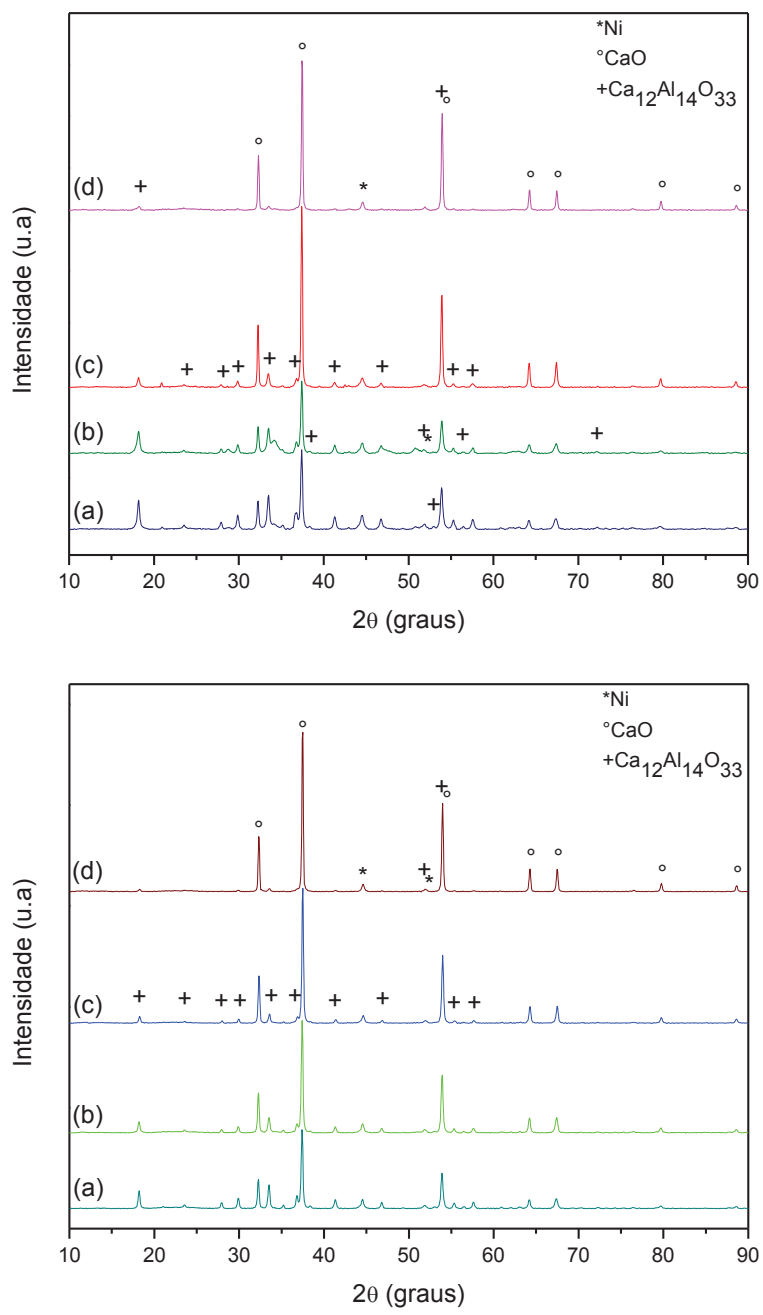 *Ni
°CaO
+Ca12Al14O33
(d)
(c)
(b)
(a)
Intensidade (u.a)
10 20 30 40 50 60 70 80 90
2θ (graus)
*Ni
°CaO
+Ca12Al14O33
(d)
(c)
(b)
(a)
Intensidade (u.a)
10 20 30 40 50 60 70 80 90
2θ (graus)